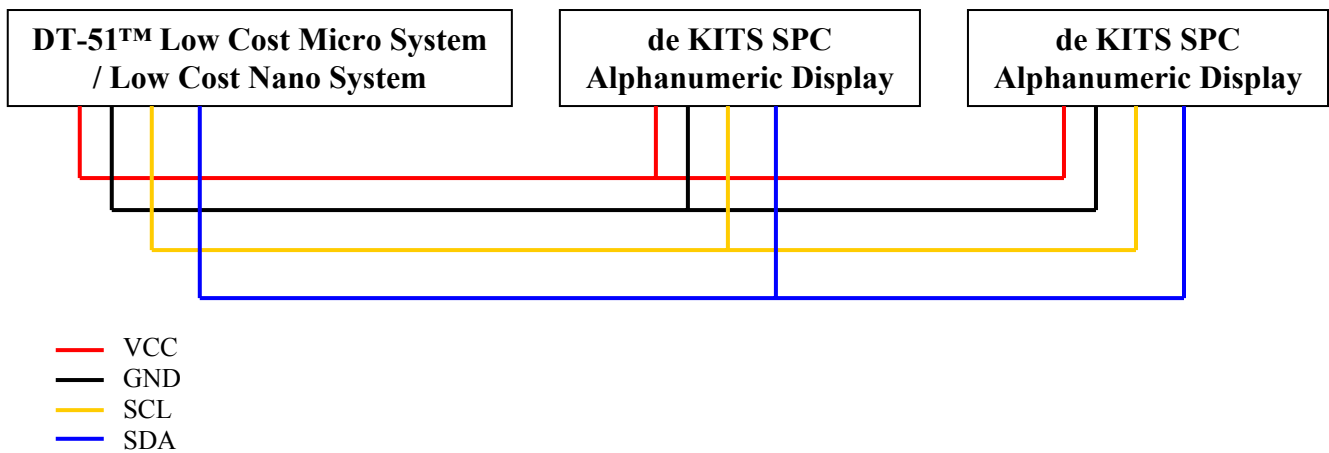 DT-51™ Low Cost Micro System
/ Low Cost Nano System
de KITS SPC
Alphanumeric Display
de KITS SPC
Alphanumeric Display
VCC
GND
SCL
SDA